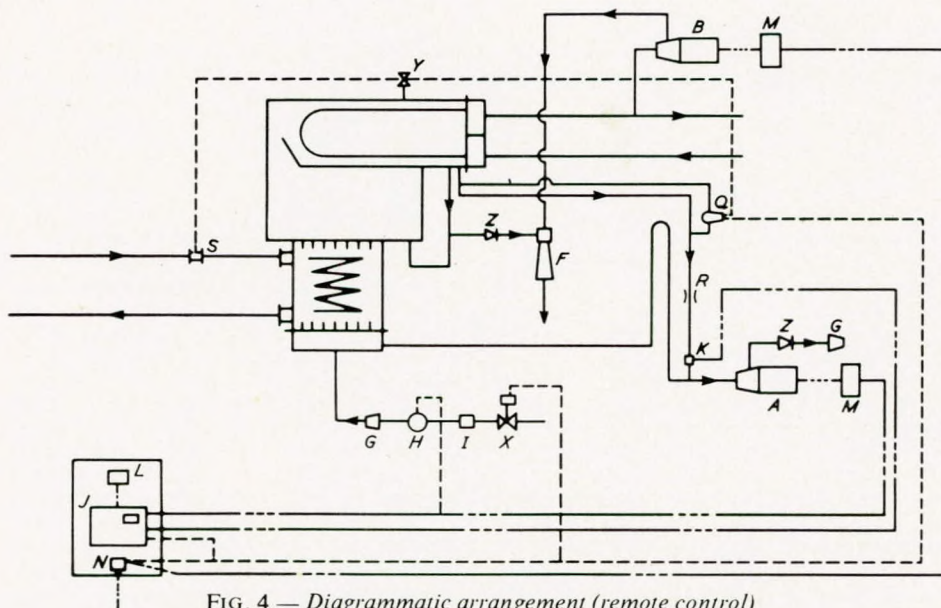 B
M
Y
Q
Z
S
F
R
Z
G
K
A
M
G
H
I
X
L
J
N
FIG. 4 — Diagrammatic arrangement (remote control)